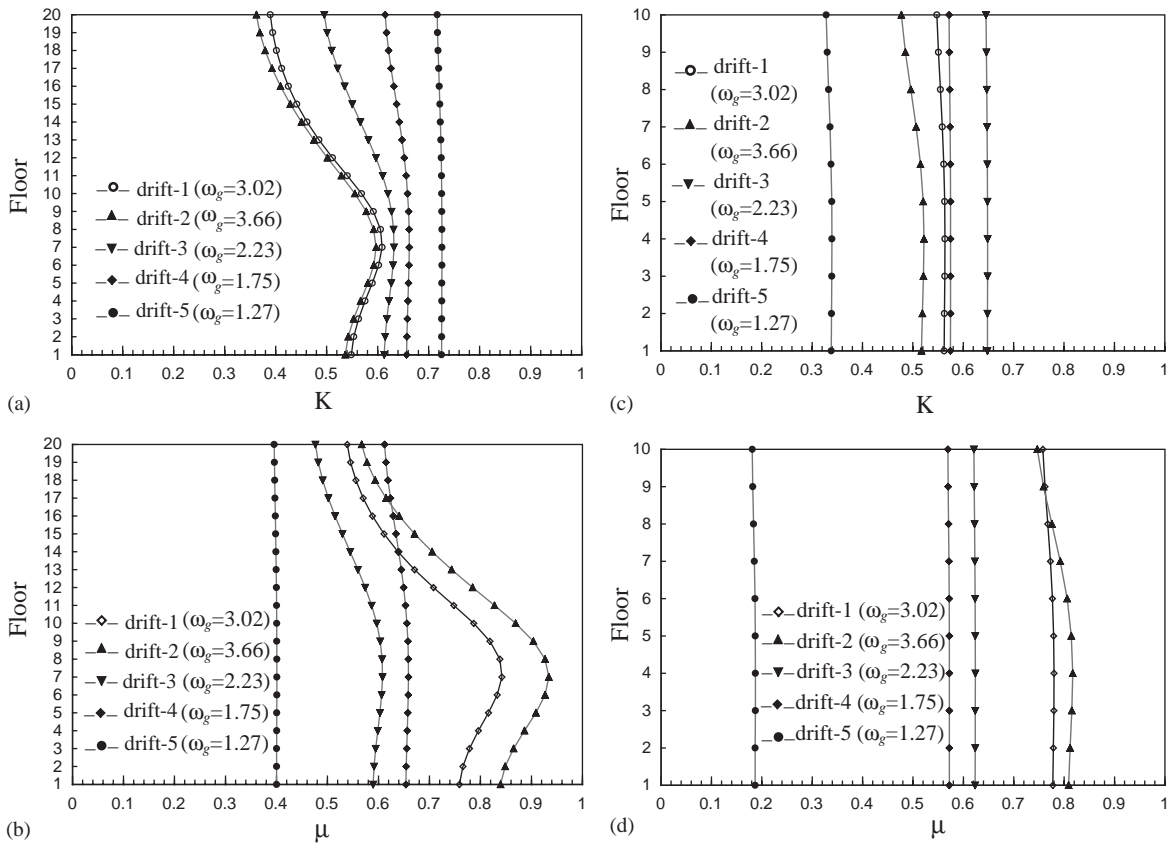 20
19
18
17
16
15
14
13
12
11
10
9
8
7
6
5
4
3
2
1
Floor
drift-1 (ωg=3.02)
drift-2 (ωg=3.66)
drift-3 (ωg=2.23)
drift-4 (ωg=1.75)
drift-5 (ωg=1.27)
0 0.1 0.2 0.3 0.4 0.5 0.6 0.7 0.8 0.9 1
(a)
K
10
9
8
7
6
5
4
3
2
1
Floor
drift-1
(ωg=3.02)
drift-2
(ωg=3.66)
drift-3
(ωg=2.23)
drift-4
(ωg=1.75)
drift-5
(ωg=1.27)
0 0.1 0.2 0.3 0.4 0.5 0.6 0.7 0.8 0.9 1
(c)
K
20
19
18
17
16
15
14
13
12
11
10
9
8
7
6
5
4
3
2
1
Floor
drift-1 (ωg=3.02)
drift-2 (ωg=3.66)
drift-3 (ωg=2.23)
drift-4 (ωg=1.75)
drift-5 (ωg=1.27)
0 0.1 0.2 0.3 0.4 0.5 0.6 0.7 0.8 0.9 1
(b)
μ
10
9
8
7
6
5
4
3
2
1
Floor
drift-1 (ωg=3.02)
drift-2 (ωg=3.66)
drift-3 (ωg=2.23)
drift-4 (ωg=1.75)
drift-5 (ωg=1.27)
0 0.1 0.2 0.3 0.4 0.5 0.6 0.7 0.8 0.9 1
(d)
μ